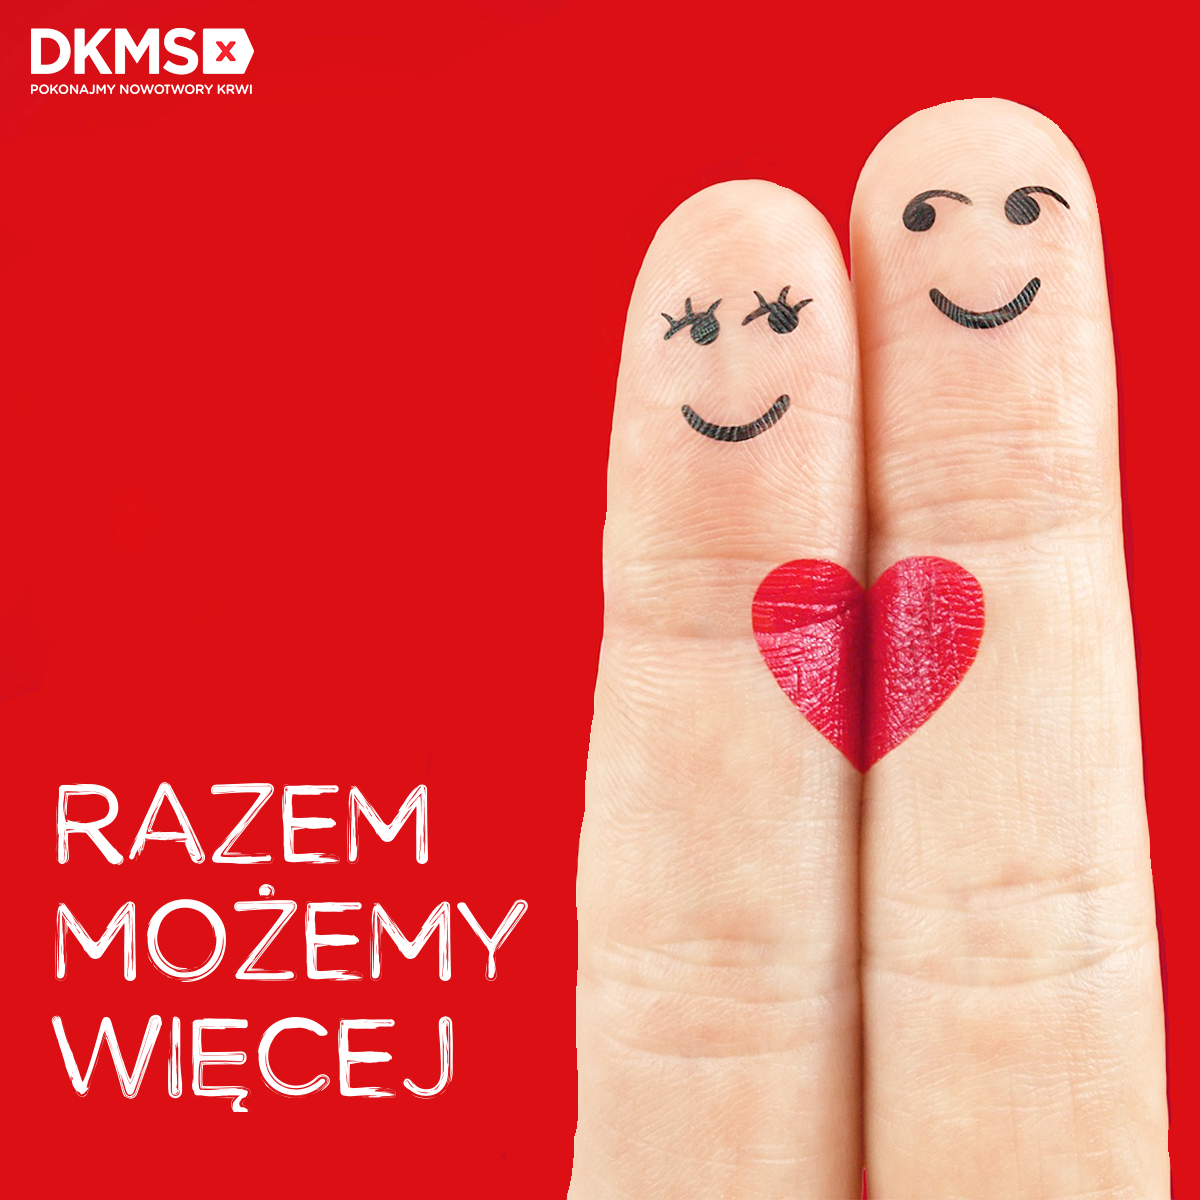 DKMS x
POKONAJMY NOWOTWORY KRWI
RAZEM
MOŻEMY
WIĘCEJ